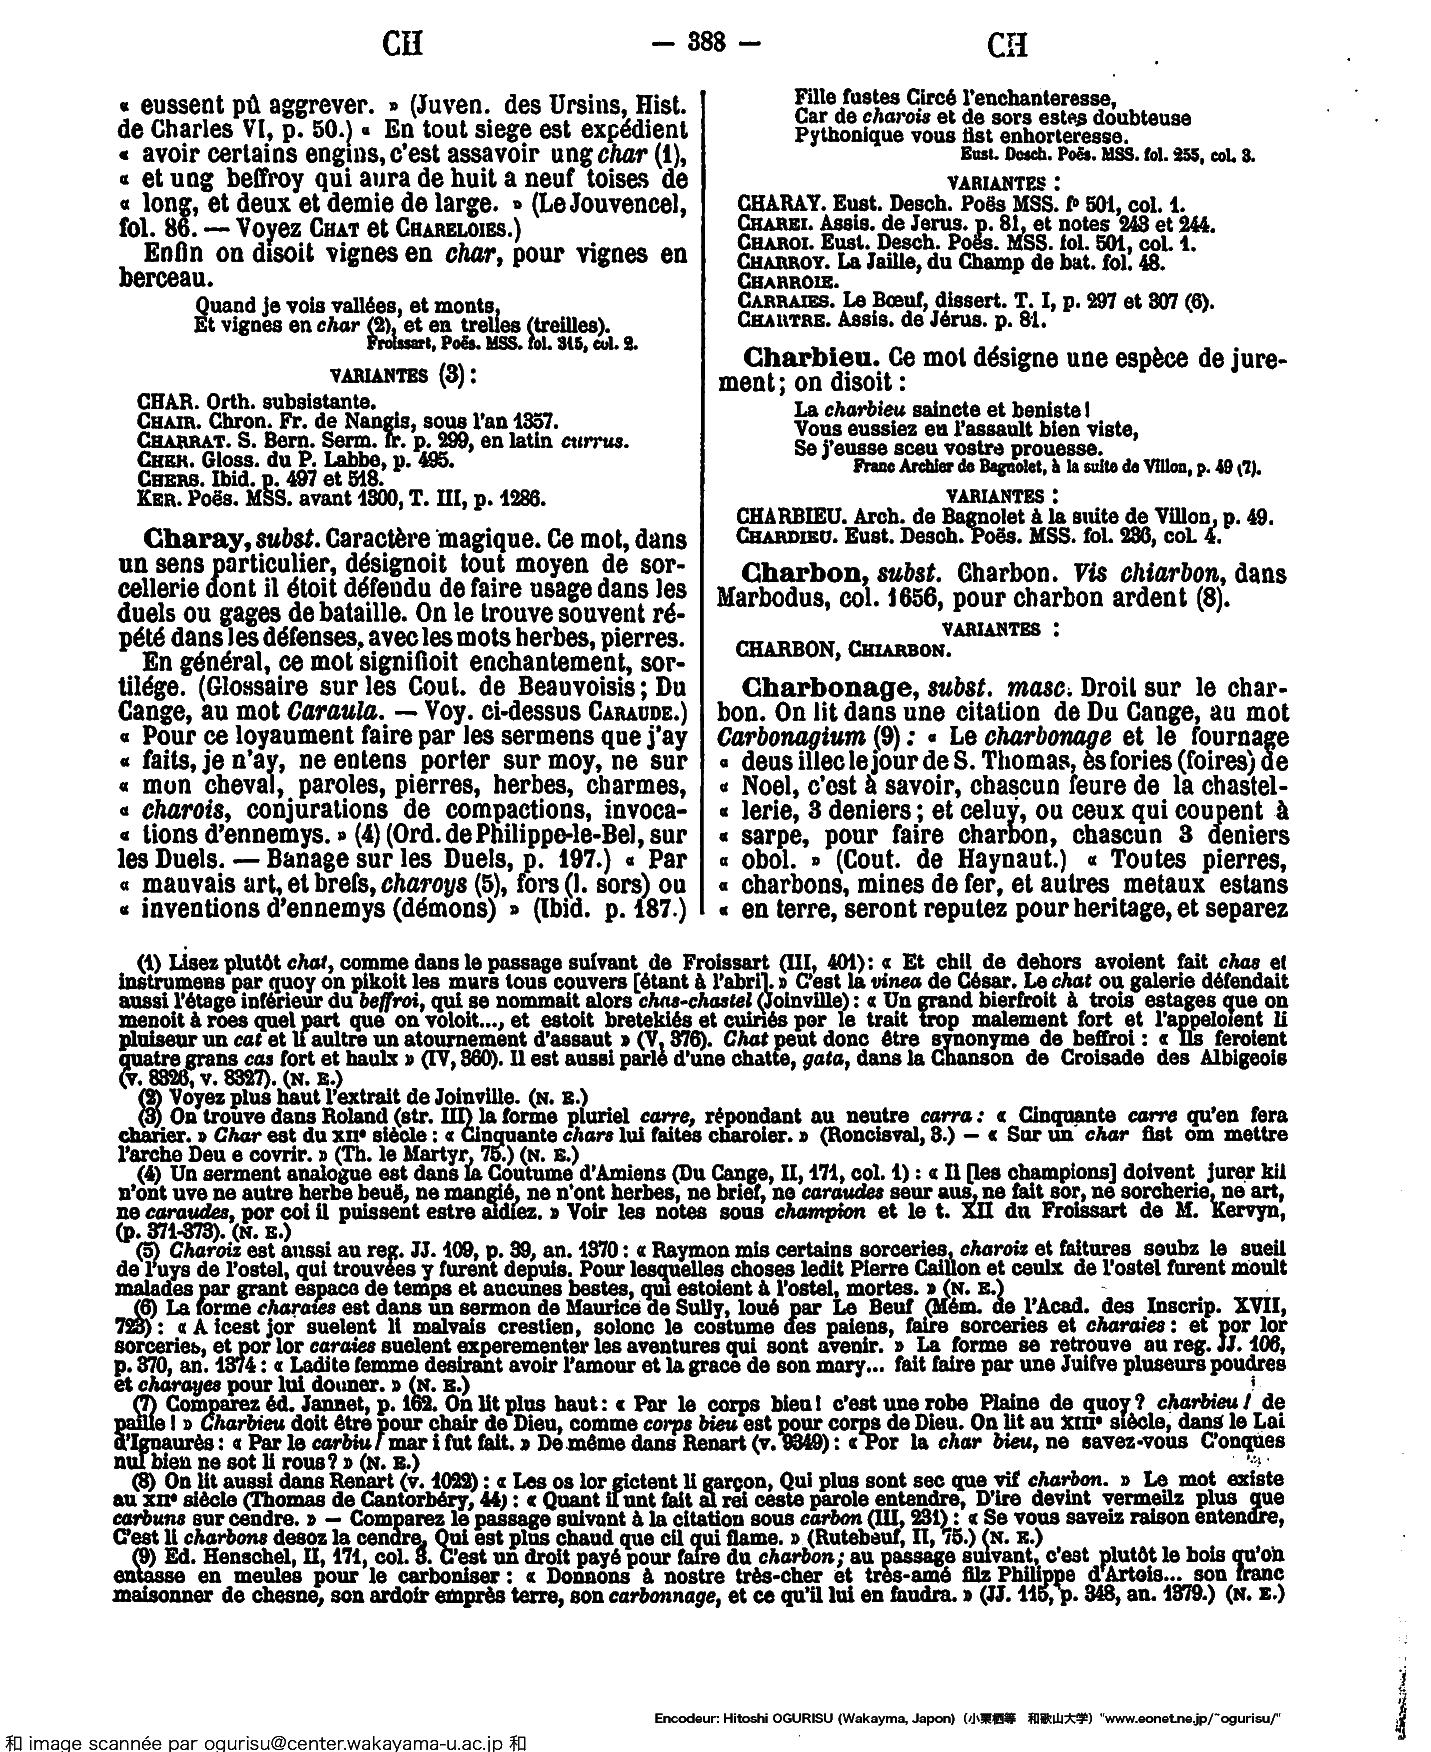 CH
— 388 —
CH
« eussent pû aggrever. » (Juven. des Ursins, Hist.
de Charles VI, p. 50.) « En tout siege est expédient
« avoir certains engins, c'est assavoir ung char (1),
« et ung beffroy qui aura de huit a neuf toises de
« long, et deux et demie de large. » (Le Jouvencel,
fol. 86. — Voyez CHAT et CHARELOIES.)
Enfin on disoit vignes en char, pour vignes en
berceau.
Quand je vois vallées, et monts,
Et vignes en char (2), et en trelles (treilles).
Froissart, Poës. MSS. fol. 315, col. 2.
VARIANTES (3) :
CHAR. Orth. subsistante.
CHAIR. Chron. Fr. de Nangis, sous l'an 1357.
CHARRAT. S. Bern. Serm. fr. p. 299, en latin currus.
CHER. Gloss. du P. Labbe, p. 495.
CHERS. Ibid. p. 497 et 518.
KER. Poës. MSS. avant 1300, T. III, p. 1286.
Charay, subst. Caractère magique. Ce mot, dans
un sens particulier, désignoit tout moyen de sor-
cellerie dont il étoit défendu de faire usage dans les
duels ou gages de bataille. On le trouve souvent ré-
pété dans les défenses, avec les mots herbes, pierres.
En général, ce mot signifioit enchantement, sor-
tilége. (Glossaire sur les Cout. de Beauvoisis ; Du
Cange, au mot Caraula. — Voy. ci-dessus CARAUDE.)
« Pour ce loyaument faire par les sermens que j'ay
« faits, je n'ay, ne entens porter sur moy, ne sur
« mon cheval, paroles, pierres, herbes, charmes,
« charois, conjurations de compactions, invoca-
« tions d'ennemys. » (4) (Ord. de Philippe-le-Bel, sur
les Duels. — Banage sur les Duels, p. 197.) « Par
« mauvais art, et brefs, charoys (5), fors (l. sors) ou
« inventions d'ennemys (démons) » (Ibid. p. 187.)
Fille fustes Circé l'enchanteresse,
Car de charois et de sors estes doubteuse
Pythonique vous fist enhorteresse.
Eust. Desch. Poës. MSS. fol. 255, col. 3.
VARIANTES :
CHARAY. Eust. Desch. Poës MSS. f° 501, col. 1.
CHAREI. Assis. de Jerus. p. 81, et notes 243 et 244.
CHAROI. Eust. Desch. Poës. MSS. fol. 501, col. 1.
CHARROY. La Jaille, du Champ de bat. fol. 48.
CHARROIE.
CARRAIES. Le Bœuf, dissert. T. I, p. 297 et 307 (6).
CHARTRE. Assis. de Jérus. p. 81.
Charbieu. Ce mot désigne une espèce de jure-
ment ; on disoit :
La charbieu saincte et beniste !
Vous eussiez eu l'assault bien viste,
Se j'eusse sceu vostre prouesse.
Franc Archier de Bagnolet, à la suite de Villon, p. 49 (7).
VARIANTES :
CHARBIEU. Arch. de Bagnolet à la suite de Villon, p. 49.
CHARDIEU. Eust. Desch. Poës. MSS. fol. 236, col. 4.
Charbon, subst. Charbon. Vis chiarbon, dans
Marbodus, col. 1656, pour charbon ardent (8).
VARIANTES :
CHARBON, CHIARBON.
Charbonage, subst. masc. Droit sur le char-
bon. On lit dans une citation de Du Cange, au mot
Carbonagium (9) : « Le charbonage et le fournage
« deus illec le jour de S. Thomas, ès fories (foires) de
« Noel, c'est à savoir, chascun feure de la chastel-
« lerie, 3 deniers ; et celuy, ou ceux qui coupent à
« sarpe, pour faire charbon, chascun 3 deniers
« obol. » (Cout. de Haynaut.) « Toutes pierres,
« charbons, mines de fer, et autres metaux estans
« en terre, seront reputez pour heritage, et separez
(1) Lisez plutôt chat, comme dans le passage suivant de Froissart (III, 401) : « Et chil de dehors avoient fait chas et
instrumens par quoy on pikoit les murs tous couvers [étant à l'abri]. » C'est la vinea de César. Le chat ou galerie défendait
aussi l'étage inférieur du beffroi, qui se nommait alors chas-chastel (Joinville) : « Un grand bierfroit à trois estages que on
menoit à roes quel part que on voloit..., et estoit bretekiés et cuiriés por le trait trop malement fort et l'appeloient li
pluiseur un cat et li aultre un atournement d'assaut » (V, 376). Chat peut donc être synonyme de beffroi : « Ils feroient
quatre grans cas fort et haulx » (IV, 360). Il est aussi parlé d'une chatte, gata, dans la Chanson de Croisade des Albigeois
(v. 8326, v. 8327). (N. E.)
(2) Voyez plus haut l'extrait de Joinville. (N. E.)
(3) On trouve dans Roland (str. III) la forme pluriel carre, répondant au neutre carra : « Cinquante carre qu'en fera
charier. » Char est du XIIe siècle : « Cinquante chars lui faites charoier. » (Roncisval, 3.) — « Sur un char fist om mettre
l'arche Deu e covrir. » (Th. le Martyr, 75.) (N. E.)
(4) Un serment analogue est dans la Coutume d'Amiens (Du Cange, II, 171, col. 1) : « Il [les champions] doivent jurer kil
n'ont uve ne autre herbe beuë, ne mangié, ne n'ont herbes, ne brief, ne caraudes seur aus, ne fait sor, ne sorcherie, ne art,
ne caraudes, por coi il puissent estre aidiez. » Voir les notes sous champion et le t. XII du Froissart de M. Kervyn,
(p. 371-373). (N. E.)
(5) Charoiz est aussi au reg. JJ. 109, p. 39, an. 1370 : « Raymon mis certains sorceries, charoiz et faitures soubz le sueil
de l'uys de l'ostel, qui trouvées y furent depuis. Pour lesquelles choses ledit Pierre Caillon et ceulx de l'ostel furent moult
malades par grant espace de temps et aucunes bestes, qui estoient à l'ostel, mortes. » (N. E.)
(6) La forme charaies est dans un sermon de Maurice de Sully, loué par Le Beuf (Mém. de l'Acad. des Inscrip. XVII,
723) : « A icest jor suelent li malvais crestien, solonc le costume des paiens, faire sorceries et charaies : et por lor
sorceries, et por lor caraies suelent experementer les aventures qui sont avenir. » La forme se retrouve au reg. JJ. 106,
p. 370, an. 1374 : « Ladite femme desirant avoir l'amour et la grace de son mary... fait faire par une Juifve pluseurs poudres
et charayes pour lui douner. » (N. E.)
(7) Comparez éd. Jannet, p. 162. On lit plus haut : « Par le corps bieu ! c'est une robe Plaine de quoy ? charbieu ! de
paille ! » Charbieu doit être pour chair de Dieu, comme corps bieu est pour corps de Dieu. On lit au XIIIe siècle, dans le Lai
d'Ignaurès : « Par le carbiu ! mar i fut fait. » De même dans Renart (v. 9349) : « Por la char bieu, ne savez-vous C'onques
nul bien ne sot li rous ? » (N. E.)
(8) On lit aussi dans Renart (v. 1022) : « Les os lor gictent li garçon, Qui plus sont sec que vif charbon. » Le mot existe
au XIIe siècle (Thomas de Cantorbéry, 44) : « Quant il unt fait al rei ceste parole entendre, D'ire devint vermeilz plus que
carbuns sur cendre. » — Comparez le passage suivant à la citation sous carbon (III, 231) : « Se vous saveiz raison entendre,
C'est li charbons desoz la cendre, Qui est plus chaud que cil qui flame. » (Rutebeuf, II, 75.) (N. E.)
(9) Ed. Henschel, II, 171, col. 3. C'est un droit payé pour faire du charbon ; au passage suivant, c'est plutôt le bois qu'on
entasse en meules pour le carboniser : « Donnons à nostre très-cher et très-amé filz Philippe d'Artois... son franc
maisonner de chesne, son ardoir emprès terre, son carbonnage, et ce qu'il lui en faudra. » (JJ. 115, p. 348, an. 1379.) (N. E.)
Encodeur: Hitoshi OGURISU (Wakayma, Japon) (小栗栖等 和歌山大学) "www.eonet.ne.jp/~ogurisu/"
和 image scannée par ogurisu@center.wakayama-u.ac.jp 和